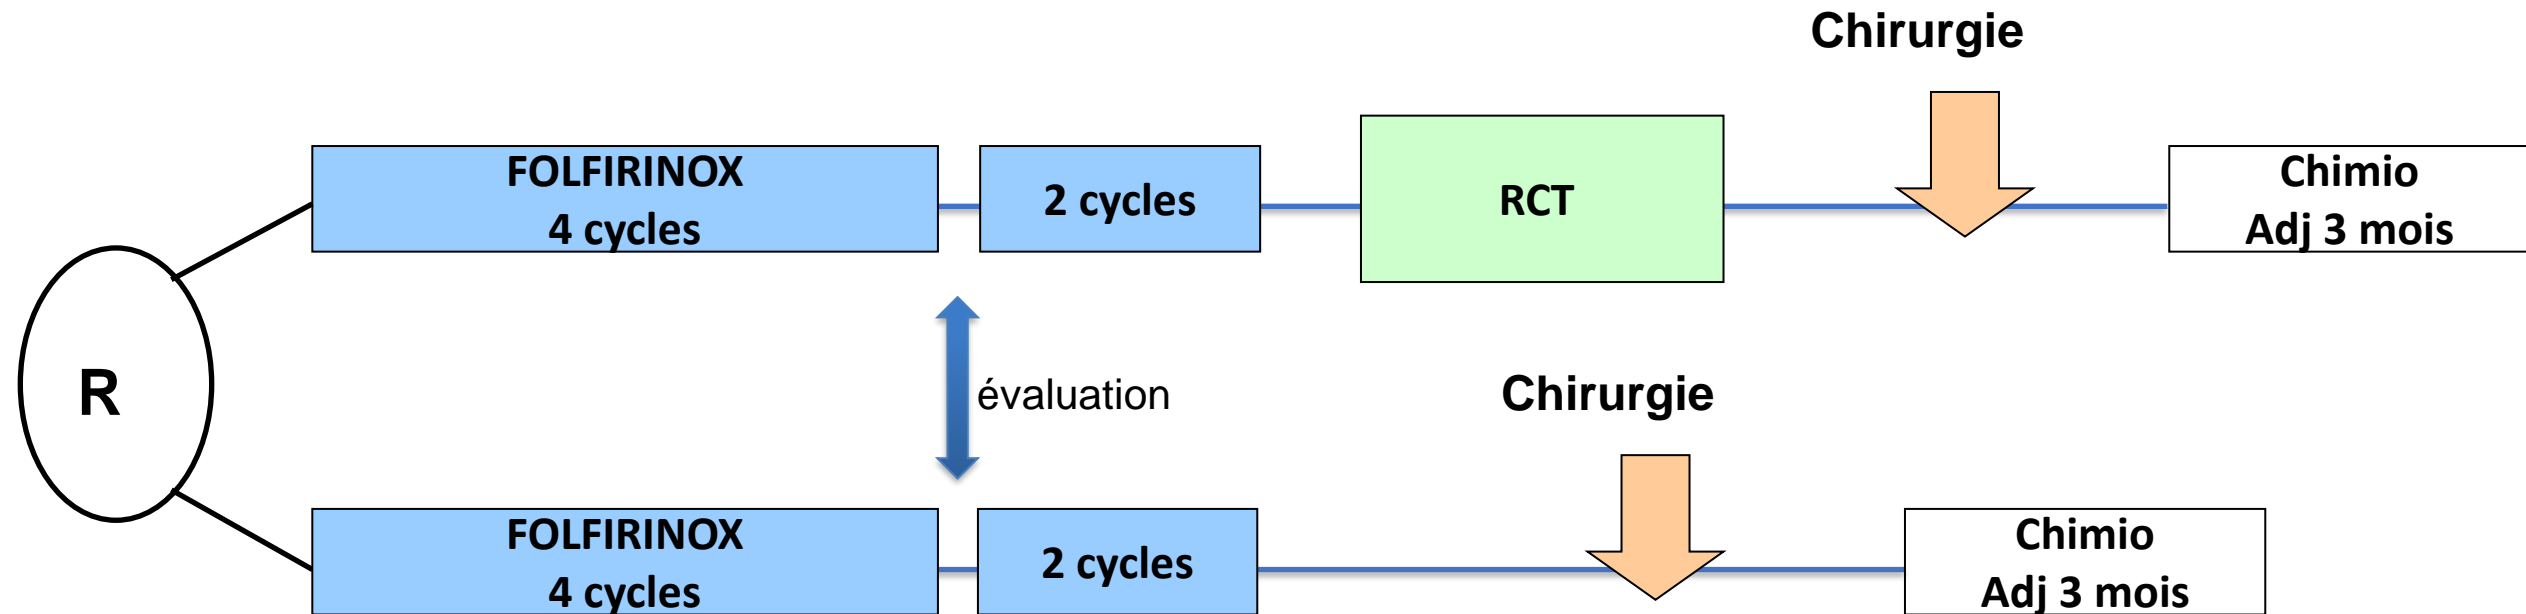 Chirurgie
FOLFIRINOX
4 cycles
2 cycles
RCT
Chimio
Adj 3 mois
R
évaluation
Chirurgie
FOLFIRINOX
4 cycles
2 cycles
Chimio
Adj 3 mois